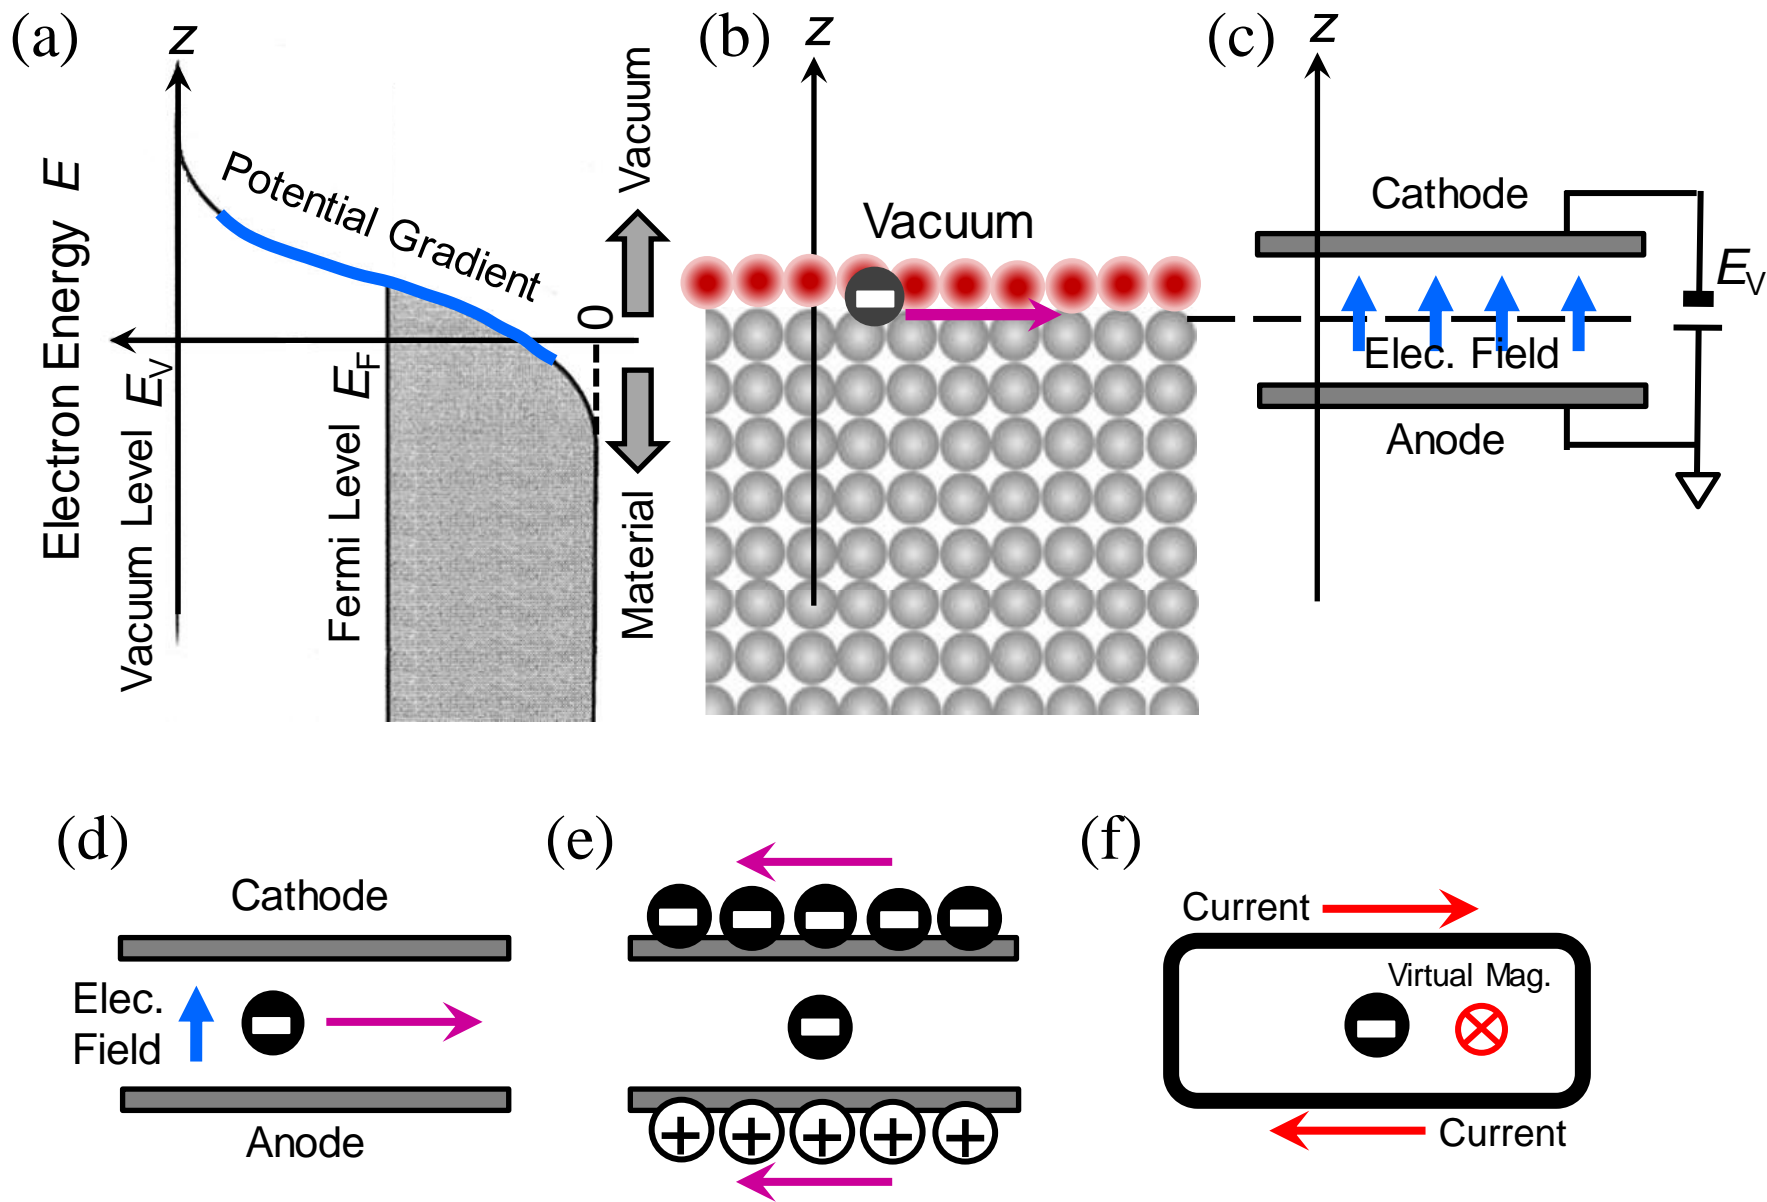 (a)
z
Electron Energy E
Vacuum Level EV
Fermi Level EF
Potential Gradient
0
Vacuum
Material
(b)
z
Vacuum
(c)
z
Cathode
EV
Elec. Field
Anode
(d)
Cathode
Elec.
Field
Anode
(e)
(f)
Current
Virtual Mag.
Current